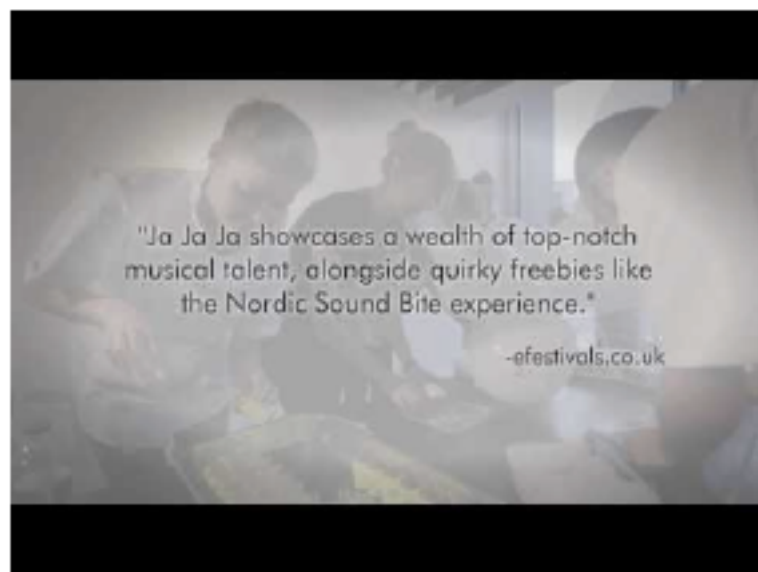 "Ja Ja Ja showcases a wealth of top-notch
musical talent, alongside quirky freebies like
the Nordic Sound Bite experience."
-efestivals.co.uk